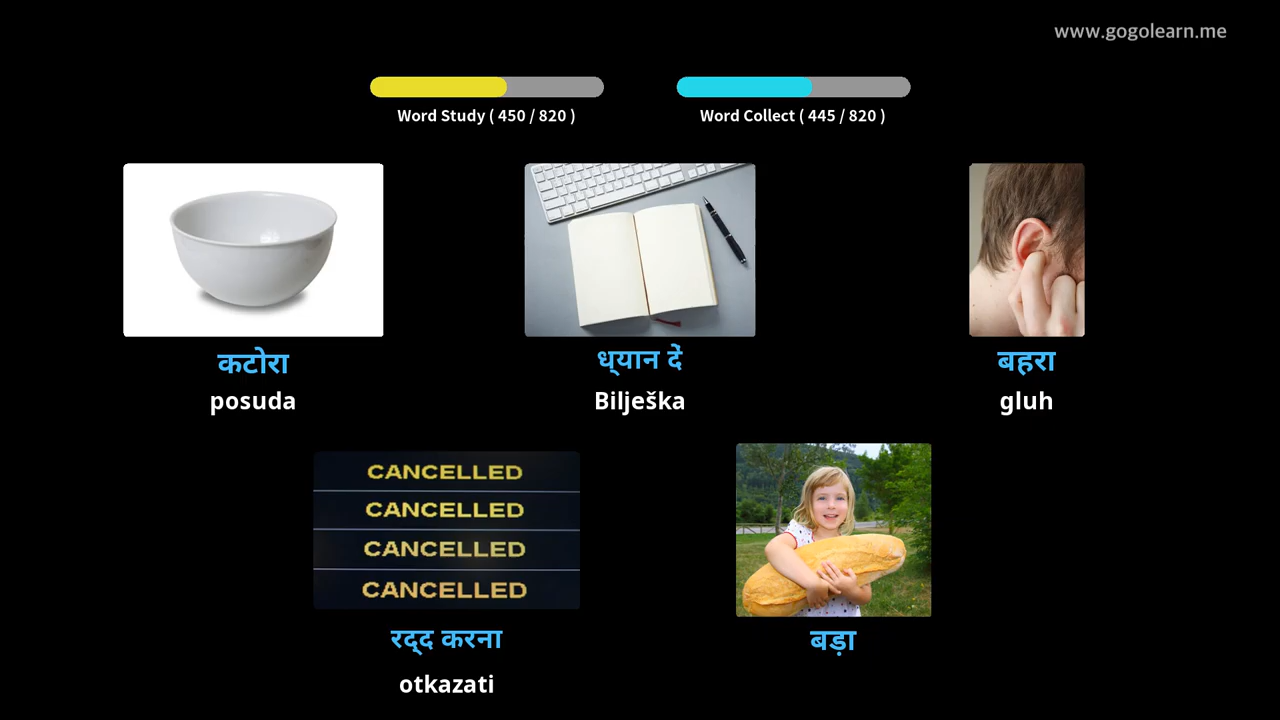 www.gogolearn.me
Word Study ( 450 / 820 )
Word Collect ( 445 / 820 )
कटोरा
posuda
ध्यान दें
Bilješka
बहरा
gluh
CANCELLED
CANCELLED
CANCELLED
CANCELLED
रद्द करना
otkazati
बड़ा